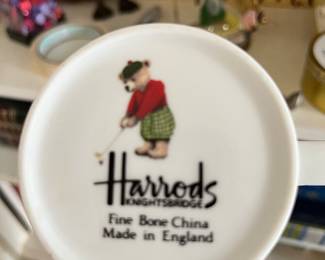 Harrods
KNIGHTSBRIDGE
Fine Bone China
Made in England